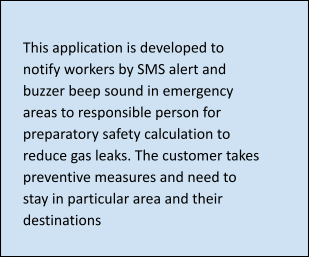 This application is developed to
notify workers by SMS alert and
buzzer beep sound in emergency
areas to responsible person for
preparatory safety calculation to
reduce gas leaks. The customer takes
preventive measures and need to
stay in particular area and their
destinations